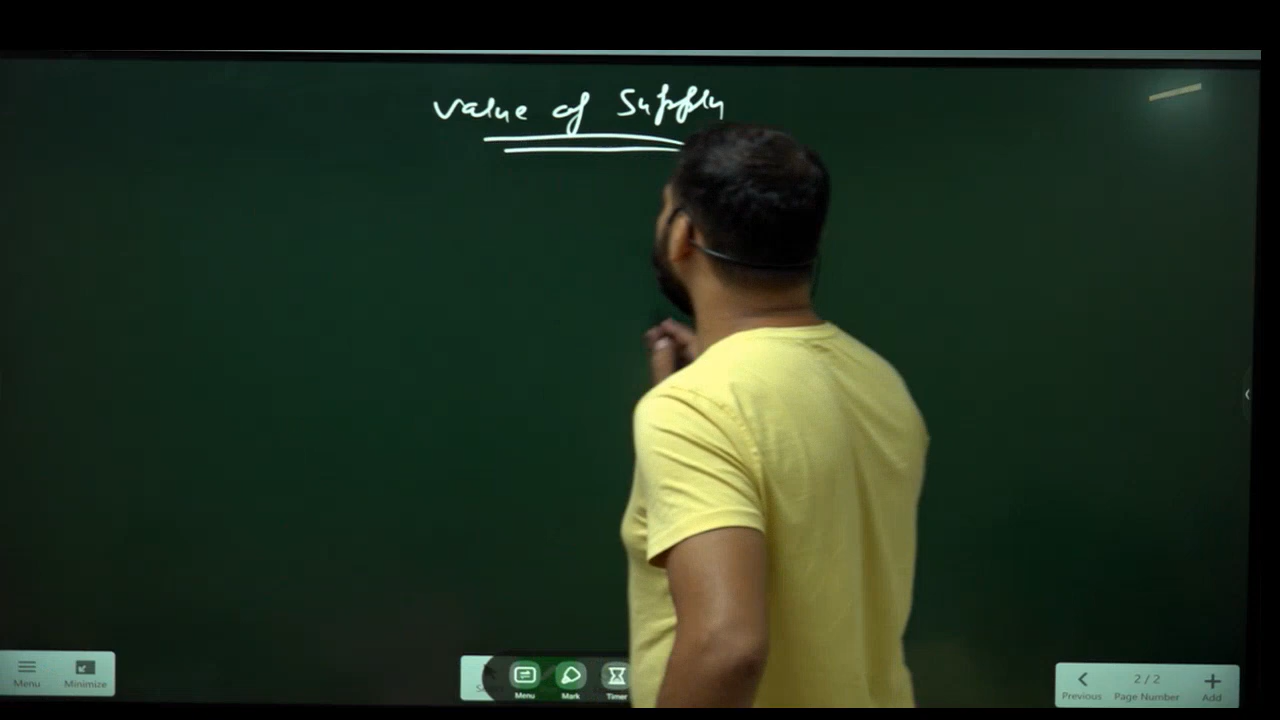 Value of Supply
Menu
Minimize
Menu
Mark
Timer
Previous
2 / 2
Page Number
Add